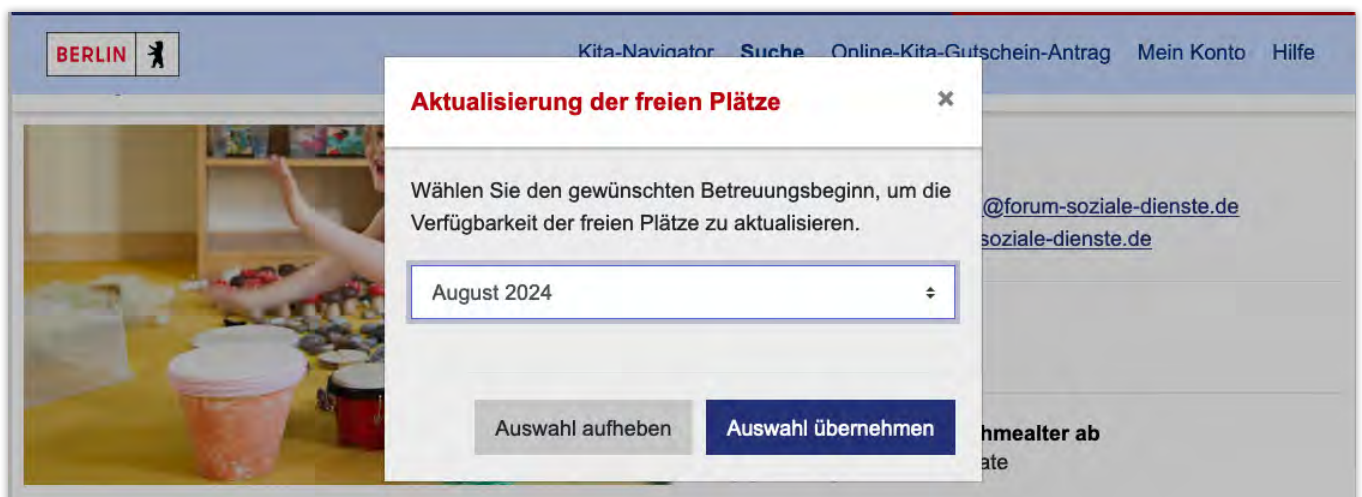 BERLIN
Kita-Navigator Suche Online-Kita-Gutschein-Antrag Mein Konto Hilfe
Aktualisierung der freien Plätze ×
Wählen Sie den gewünschten Betreuungsbeginn, um die
Verfügbarkeit der freien Plätze zu aktualisieren.
@forum-soziale-dienste.de
soziale-dienste.de
August 2024
Auswahl aufheben Auswahl übernehmen
hmealter ab
ate